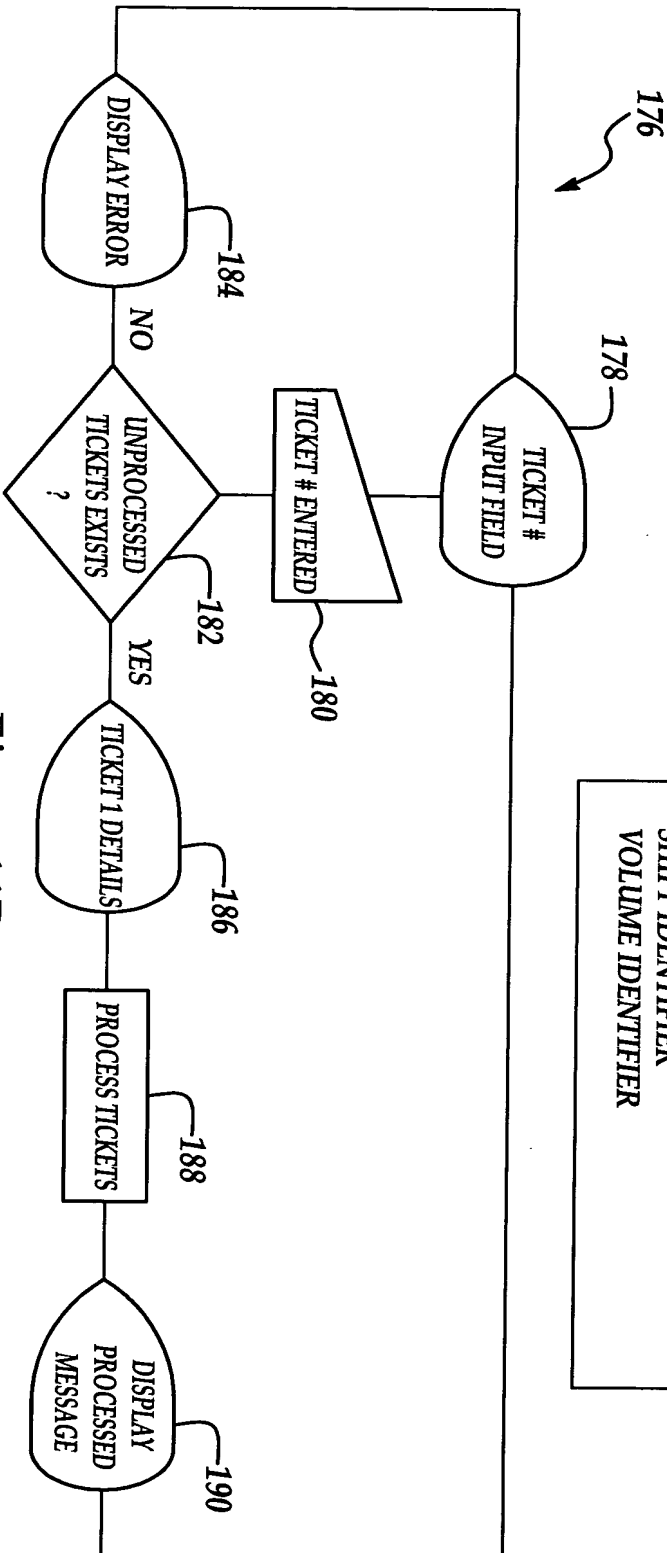 VOLUME IDENTIFIER
176
178
TICKET #
INPUT FIELD
TICKET # ENTERED
180
UNPROCESSED
TICKETS EXISTS
?
182
NO
DISPLAY ERROR
184
YES
TICKET 1 DETAILS
186
PROCESS TICKETS
188
DISPLAY
PROCESSED
MESSAGE
190